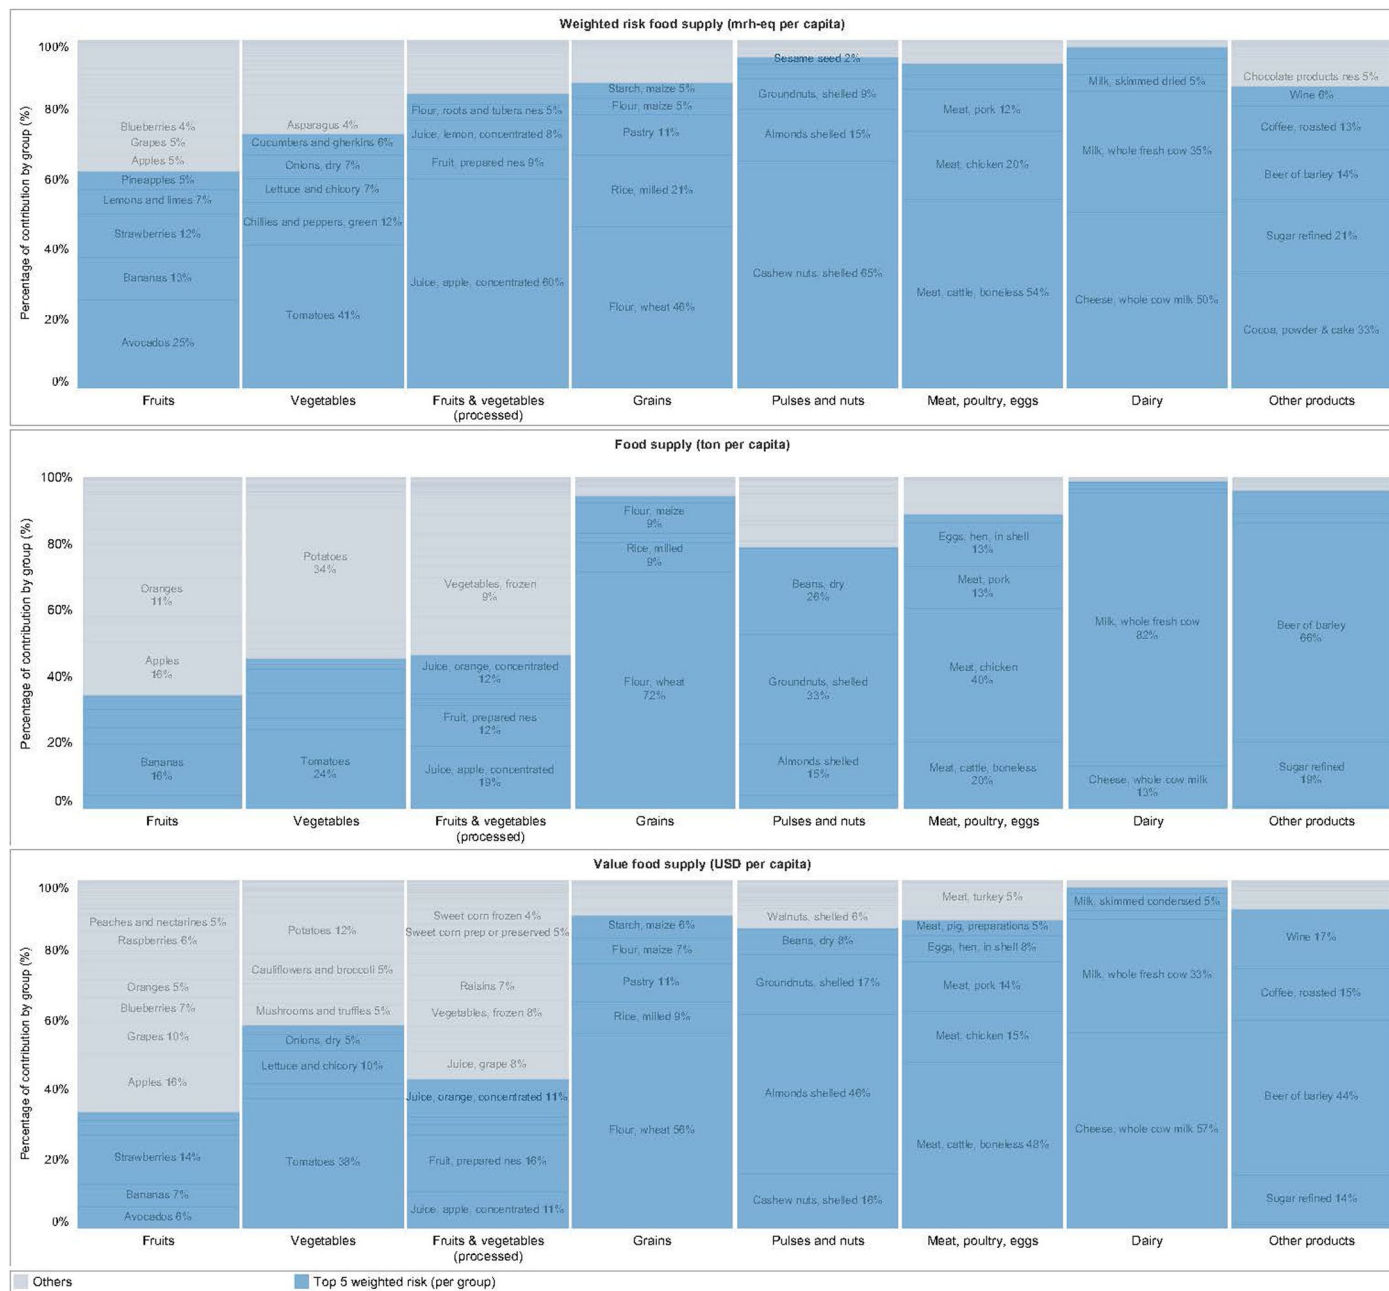 Weighted risk food supply (mrh-eq per capita)
Percentage of contribution by group (%)
100%
80%
60%
40%
20%
0%
Blueberries 4%
Grapes 5%
Apples 5%
Pineapples 5%
Lemons and limes 7%
Strawberries 12%
Bananas 13%
Avocados 25%
Fruits
Asparagus 4%
Cucumbers and gherkins 6%
Onions, dry 7%
Lettuce and chicory 7%
Chillies and peppers, green 12%
Tomatoes 41%
Vegetables
Flour, roots and tubers nes 5%
Juice, lemon, concentrated 8%
Fruit, prepared nes 9%
Juice, apple, concentrated 60%
Fruits & vegetables
(processed)
Starch, maize 5%
Flour, maize 5%
Pastry 11%
Rice, milled 21%
Flour, wheat 46%
Grains
Sesame seed 2%
Groundnuts, shelled 9%
Almonds shelled 15%
Cashew nuts, shelled 65%
Pulses and nuts
Meat, pork 12%
Meat, chicken 20%
Meat, cattle, boneless 54%
Meat, poultry, eggs
Milk, skimmed dried 5%
Milk, whole fresh cow 35%
Cheese, whole cow milk 50%
Dairy
Chocolate products nes 5%
Wine 6%
Coffee, roasted 13%
Beer of barley 14%
Sugar refined 21%
Cocoa, powder & cake 33%
Other products
Food supply (ton per capita)
Percentage of contribution by group (%)
100%
80%
60%
40%
20%
0%
Oranges
11%
Apples
16%
Bananas
16%
Fruits
Potatoes
34%
Tomatoes
24%
Vegetables
Vegetables, frozen
9%
Juice, orange, concentrated
12%
Fruit, prepared nes
12%
Juice, apple, concentrated
19%
Fruits & vegetables
(processed)
Flour, maize
9%
Rice, milled
9%
Flour, wheat
72%
Grains
Beans, dry
26%
Groundnuts, shelled
33%
Almonds shelled
15%
Pulses and nuts
Eggs, hen, in shell
13%
Meat, pork
13%
Meat, chicken
40%
Meat, cattle, boneless
20%
Meat, poultry, eggs
Milk, whole fresh cow
82%
Cheese, whole cow milk
13%
Dairy
Beer of barley
66%
Sugar refined
19%
Other products
Value food supply (USD per capita)
Percentage of contribution by group (%)
100%
80%
60%
40%
20%
0%
Peaches and nectarines 5%
Raspberries 6%
Oranges 5%
Blueberries 7%
Grapes 10%
Apples 16%
Strawberries 14%
Bananas 7%
Avocados 6%
Fruits
Potatoes 12%
Cauliflowers and broccoli 5%
Mushrooms and truffles 5%
Onions, dry 5%
Lettuce and chicory 10%
Tomatoes 38%
Vegetables
Sweet corn frozen 4%
Sweet corn prep or preserved 5%
Raisins 7%
Vegetables, frozen 8%
Juice, grape 8%
Juice, orange, concentrated 11%
Fruit, prepared nes 16%
Juice, apple, concentrated 11%
Fruits & vegetables
(processed)
Starch, maize 6%
Flour, maize 7%
Pastry 11%
Rice, milled 9%
Flour, wheat 56%
Grains
Walnuts, shelled 6%
Beans, dry 8%
Groundnuts, shelled 17%
Almonds shelled 46%
Cashew nuts, shelled 16%
Pulses and nuts
Meat, turkey 5%
Meat, pig, preparations 5%
Eggs, hen, in shell 8%
Meat, pork 14%
Meat, chicken 15%
Meat, cattle, boneless 48%
Meat, poultry, eggs
Milk, skimmed condensed 5%
Milk, whole fresh cow 33%
Cheese, whole cow milk 57%
Dairy
Wine 17%
Coffee, roasted 15%
Beer of barley 44%
Sugar refined 14%
Other products
Others
Top 5 weighted risk (per group)